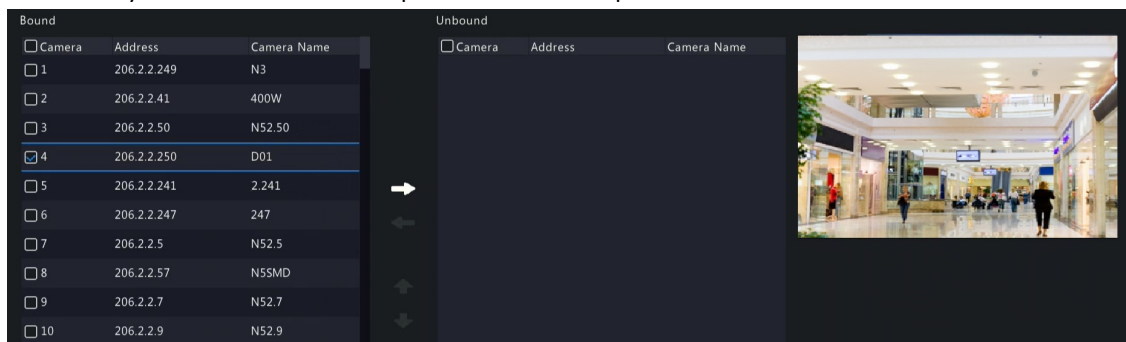 Bound
Unbound
Camera Address Camera Name
Camera Address Camera Name
1 206.2.2.249 N3
2 206.2.2.41 400W
3 206.2.2.50 N52.50
4 206.2.2.250 D01
5 206.2.2.241 2.241
6 206.2.2.247 247
7 206.2.2.5 N52.5
8 206.2.2.57 N5SMD
9 206.2.2.7 N52.7
10 206.2.2.9 N52.9